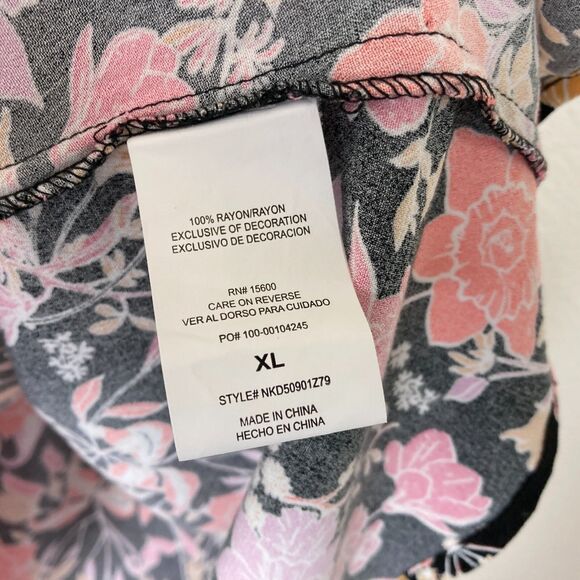 100% RAYON/RAYON
EXCLUSIVE OF DECORATION
EXCLUSIVO DE DECORACION
RN# 15600
CARE ON REVERSE
VER AL DORSO PARA CUIDADO
PO# 100-00104245
XL
STYLE# NKD50901Z79
MADE IN CHINA
HECHO EN CHINA